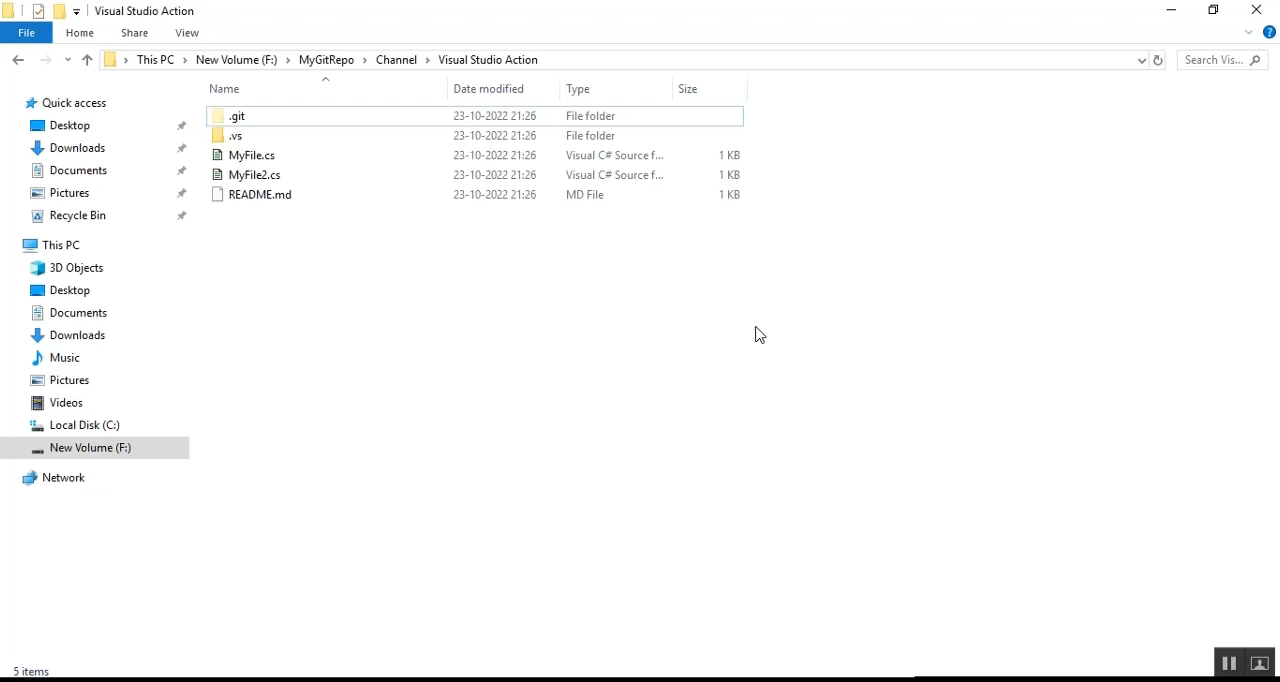 Visual Studio Action
File Home Share View
This PC New Volume (F:) MyGitRepo Channel Visual Studio Action Search Vis...
Name Date modified Type Size
.git 23-10-2022 21:26 File folder
.vs 23-10-2022 21:26 File folder
MyFile.cs 23-10-2022 21:26 Visual C# Source f... 1 KB
MyFile2.cs 23-10-2022 21:26 Visual C# Source f... 1 KB
README.md 23-10-2022 21:26 MD File 1 KB
Quick access
Desktop
Downloads
Documents
Pictures
Recycle Bin
This PC
3D Objects
Desktop
Documents
Downloads
Music
Pictures
Videos
Local Disk (C:)
New Volume (F:)
Network
5 items